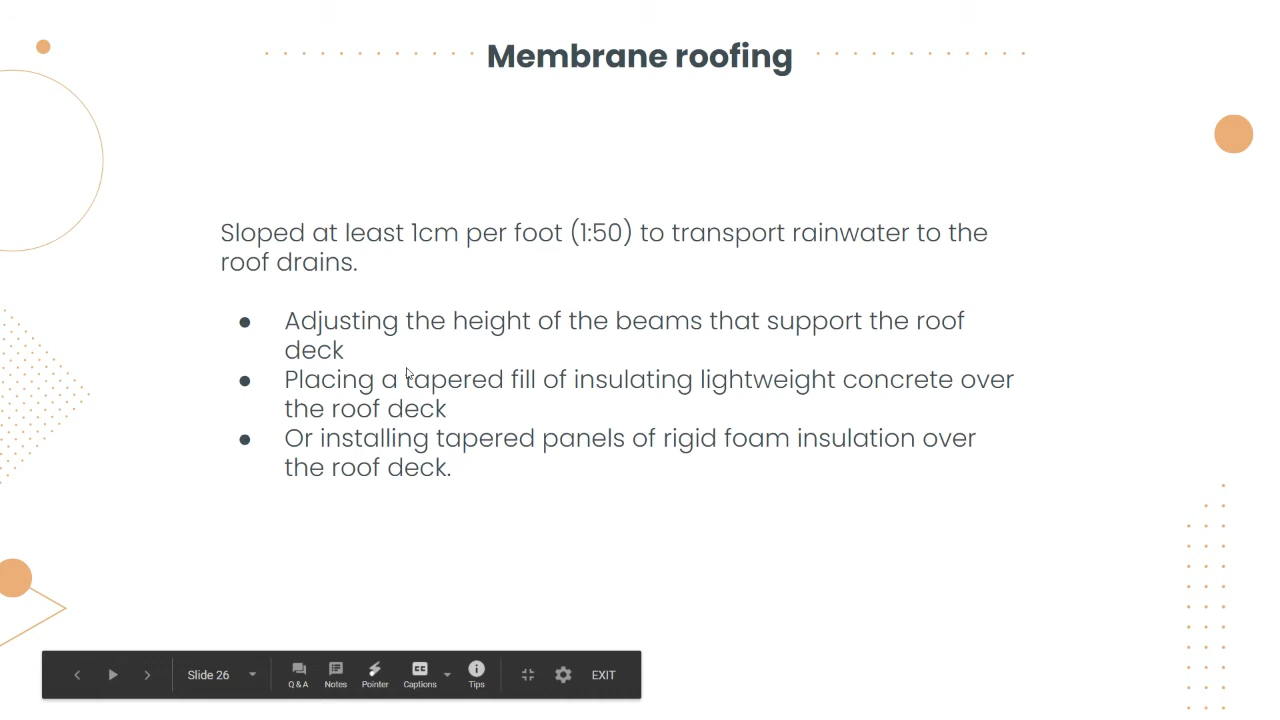 Membrane roofing
Sloped at least 1cm per foot (1:50) to transport rainwater to the
roof drains.
● Adjusting the height of the beams that support the roof
deck
● Placing a tapered fill of insulating lightweight concrete over
the roof deck
● Or installing tapered panels of rigid foam insulation over
the roof deck.
Slide 26
Q & A
Notes
Pointer
CC
Captions
Tips
EXIT